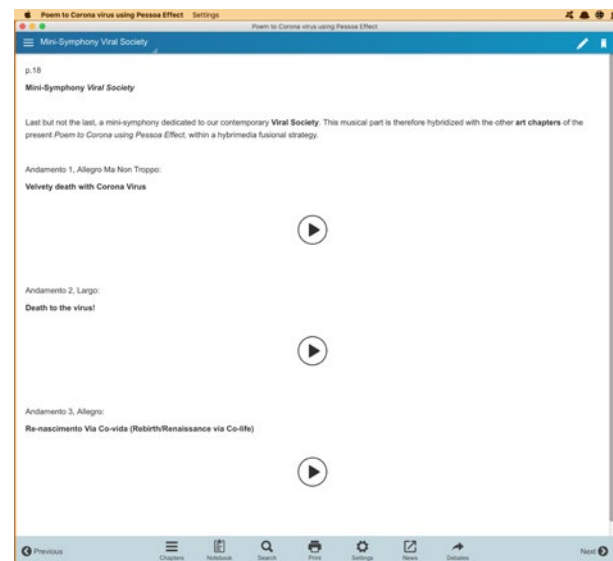 Poem to Corona virus using Pessoa Effect Settings
Poem to Corona virus using Pessoa Effect
Mini-Symphony Viral Society
p.18
Mini-Symphony Viral Society
Last but not the last, a mini-symphony dedicated to our contemporary Viral Society. This musical part is therefore hybridized with the other art chapters of the
present Poem to Corona using Pessoa Effect, within a hybrimedia fusional strategy.
Andamento 1, Allegro Ma Non Troppo:
Velvety death with Corona Virus
Andamento 2, Largo:
Death to the virus!
Andamento 3, Allegro:
Re-nascimento Via Co-vida (Rebirth/Renaissance via Co-life)
Previous Chapters Notebook Search Print Settings News Debates Next